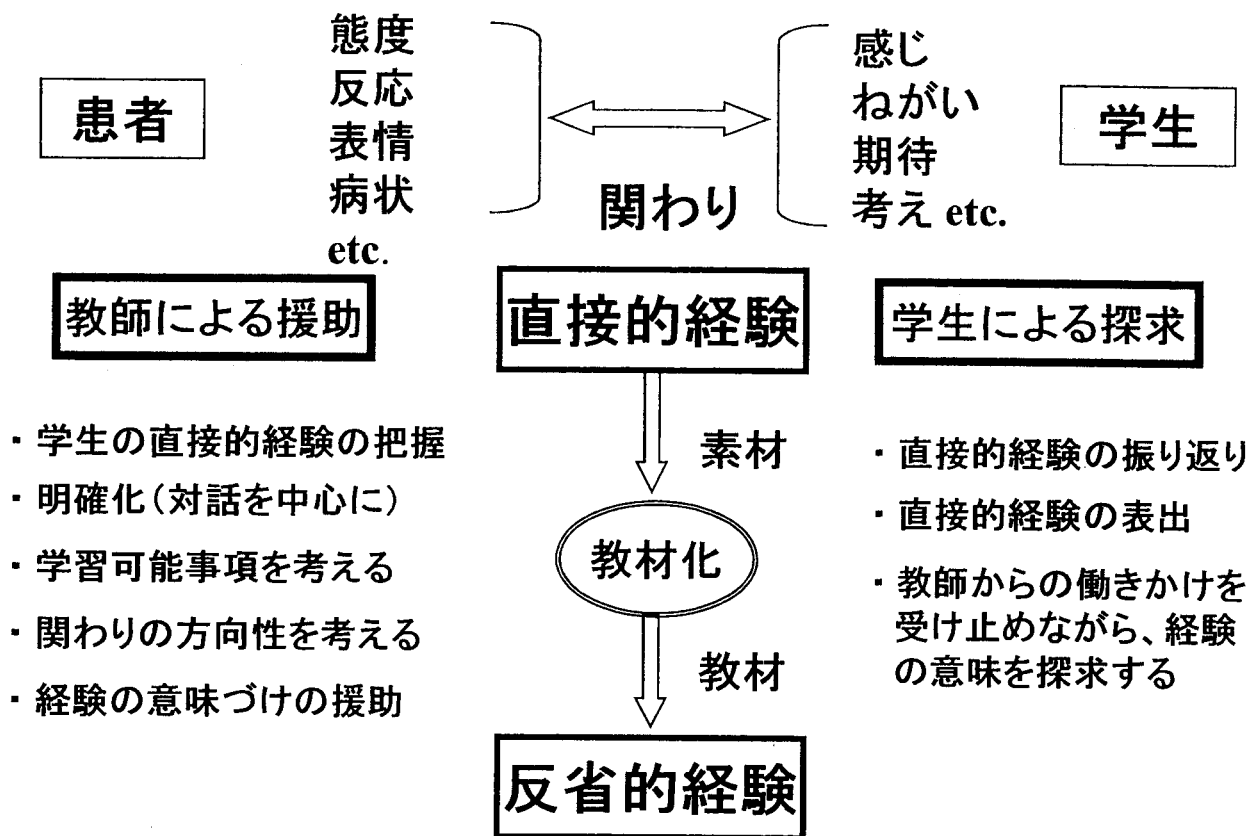 患者
態度
反応
表情
病状
etc.
関わり
感じ
ねがい
期待
考え etc.
学生
教師による援助
・学生の直接的経験の把握
・明確化（対話を中心に）
・学習可能事項を考える
・関わりの方向性を考える
・経験の意味づけの援助
直接的経験
素材
教材化
教材
反省的経験
学生による探求
・直接的経験の振り返り
・直接的経験の表出
・教師からの働きかけを
受け止めながら、経験
の意味を探求する